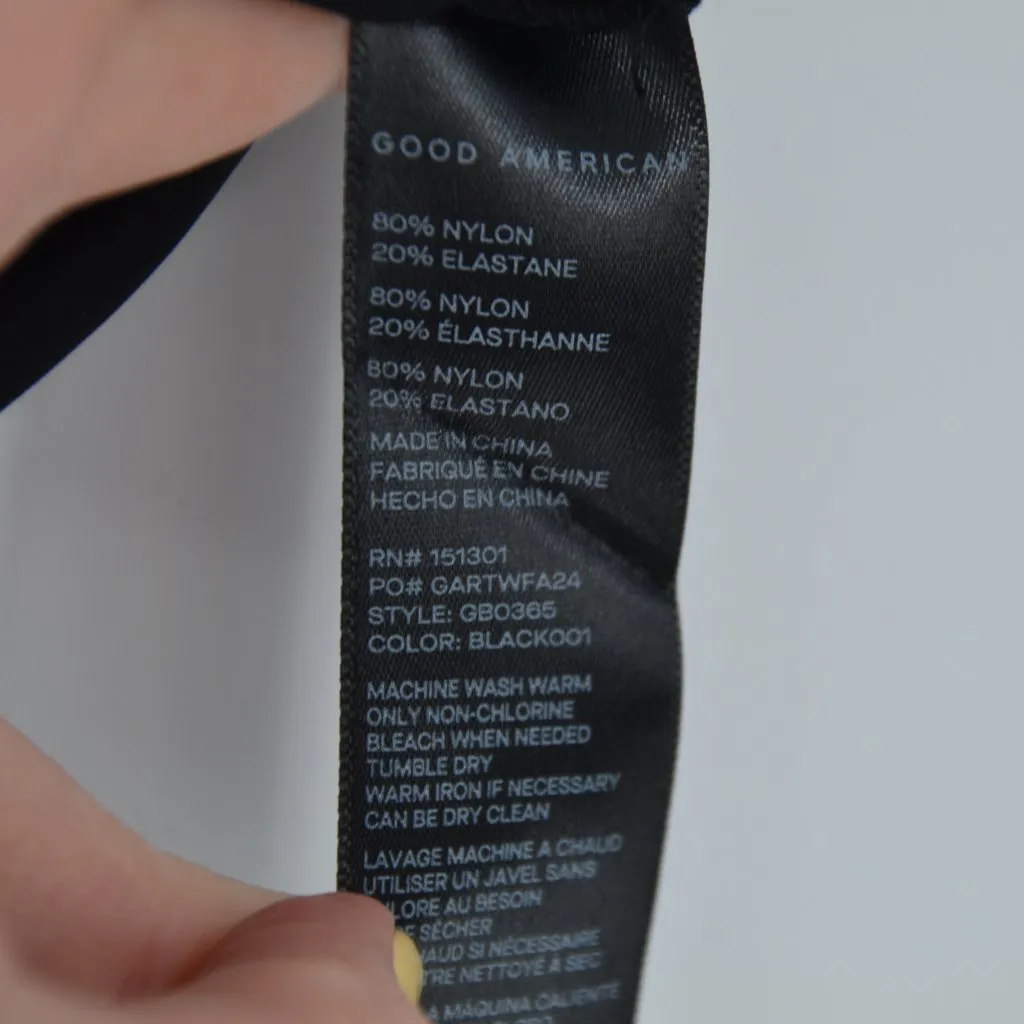 GOOD AMERICAN
80% NYLON
20% ELASTANE
80% NYLON
20% ÉLASTHANNE
80% NYLON
20% ELASTANO
MADE IN CHINA
FABRIQUÉ EN CHINE
HECHO EN CHINA
RN# 151301
PO# GARTWFA24
STYLE: GB0365
COLOR: BLACK001
MACHINE WASH WARM
ONLY NON-CHLORINE
BLEACH WHEN NEEDED
TUMBLE DRY
WARM IRON IF NECESSARY
CAN BE DRY CLEAN
LAVAGE MACHINE A CHAUD
UTILISER UN JAVEL SANS
LORE AU BESOIN
SÉCHER
AUD SI NÉCESSAIRE
TRE NETTOYÉ A SEC
A MÁQUINA CALIENTE